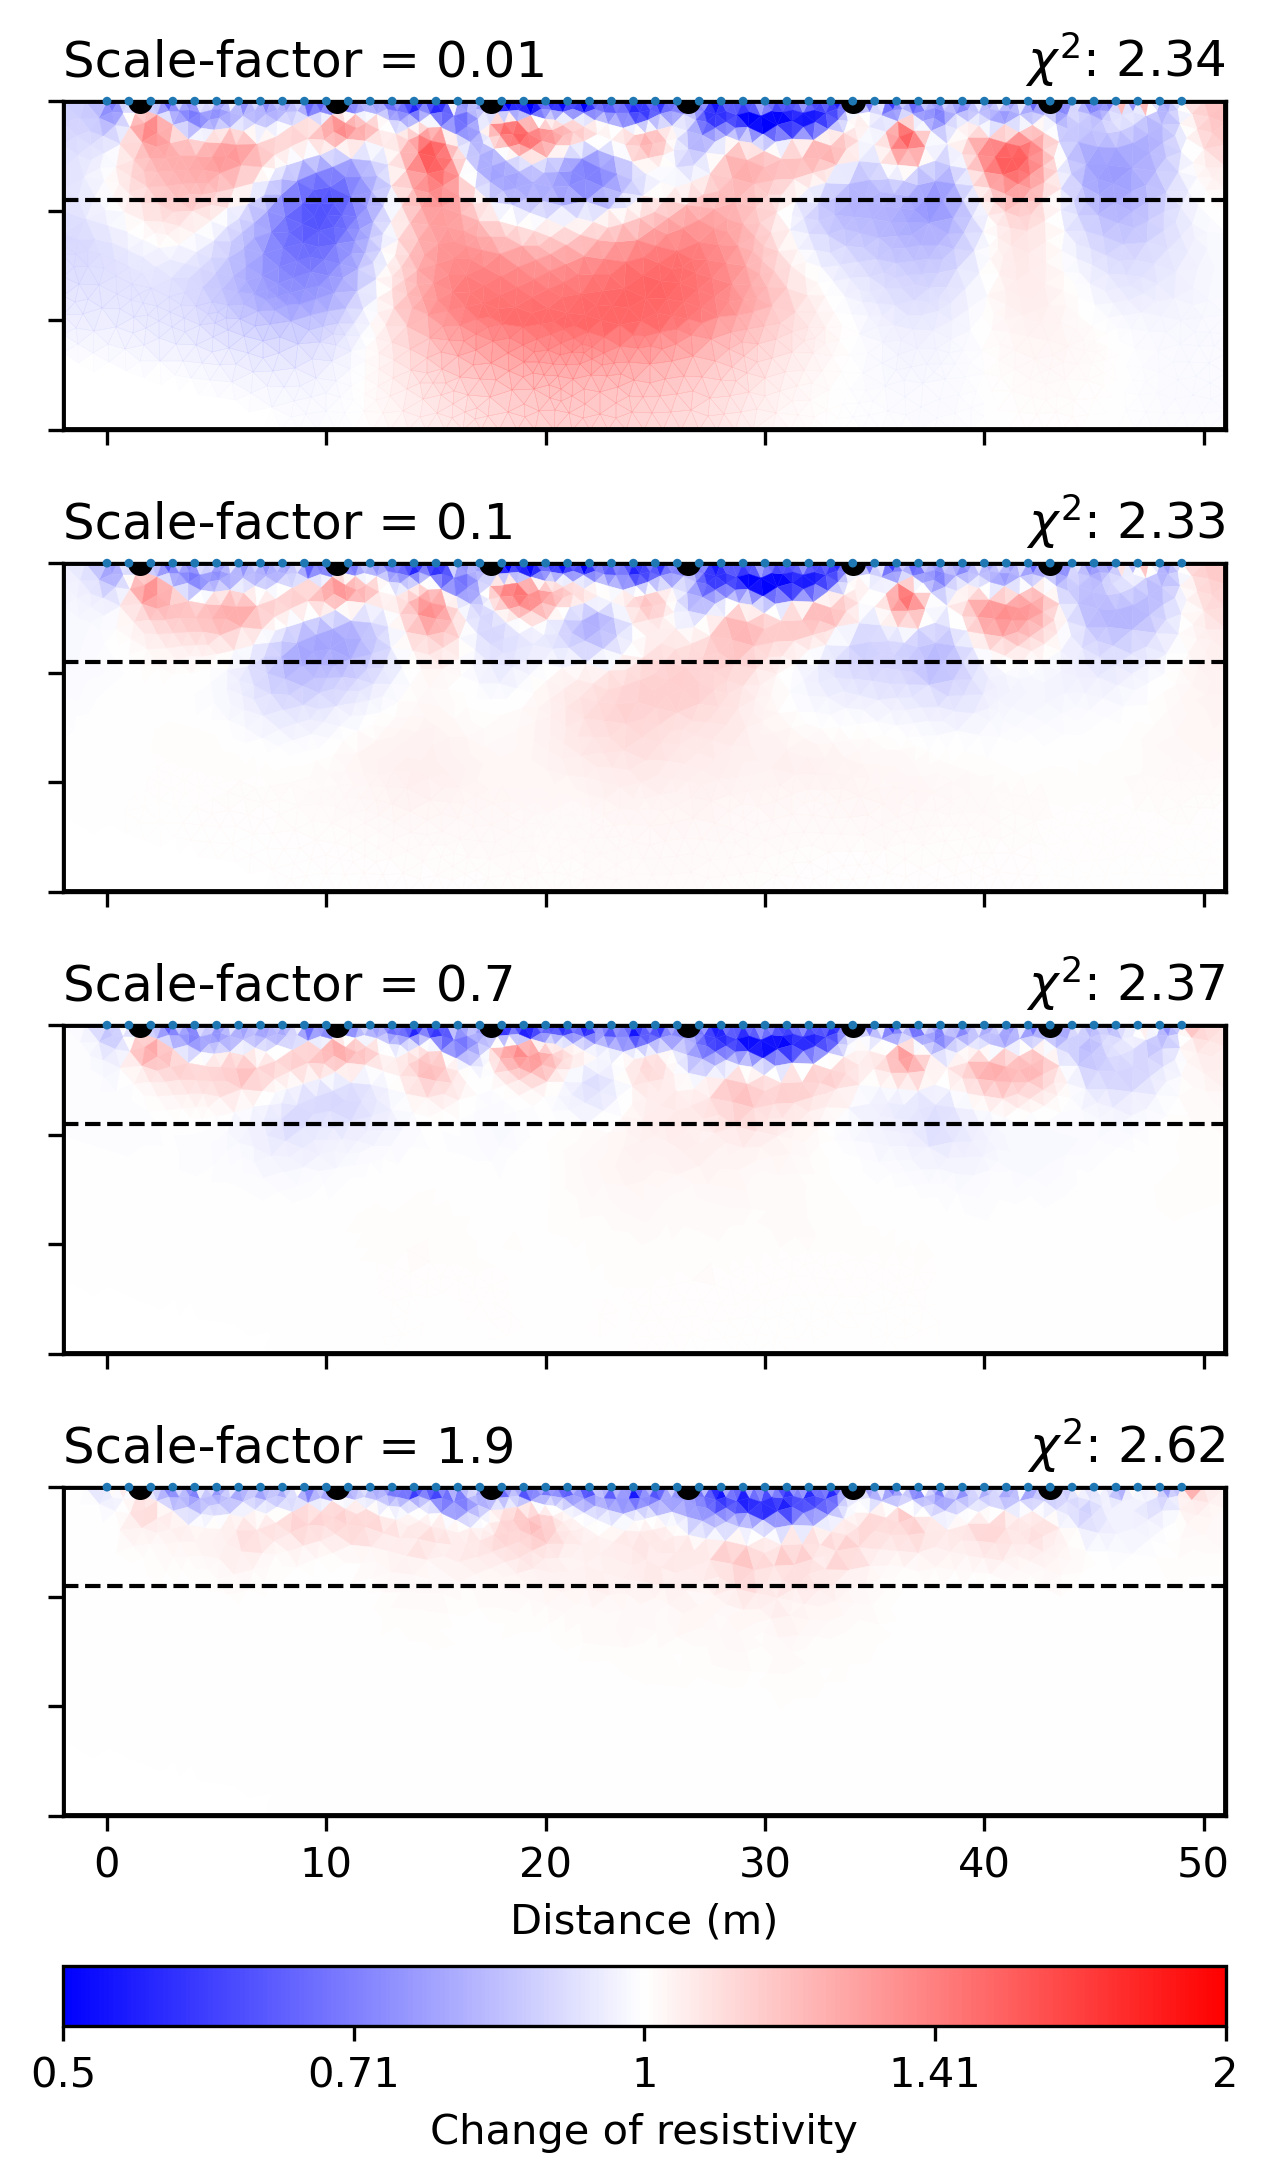 Scale-factor = 0.01 χ²: 2.34
Scale-factor = 0.1 χ²: 2.33
Scale-factor = 0.7 χ²: 2.37
Scale-factor = 1.9 χ²: 2.62
0 10 20 30 40 50
Distance (m)
0.5 0.71 1 1.41 2
Change of resistivity